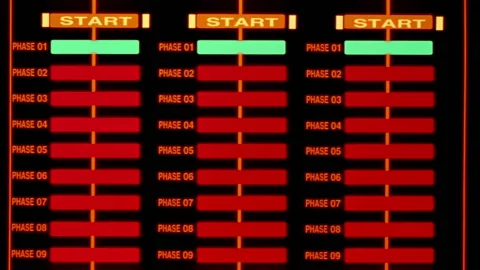 START START START
PHASE 01 PHASE 01 PHASE 01
PHASE 02 PHASE 02 PHASE 02
PHASE 03 PHASE 03 PHASE 03
PHASE 04 PHASE 04 PHASE 04
PHASE 05 PHASE 05 PHASE 05
PHASE 06 PHASE 06 PHASE 06
PHASE 07 PHASE 07 PHASE 07
PHASE 08 PHASE 08 PHASE 08
PHASE 09 PHASE 09 PHASE 09